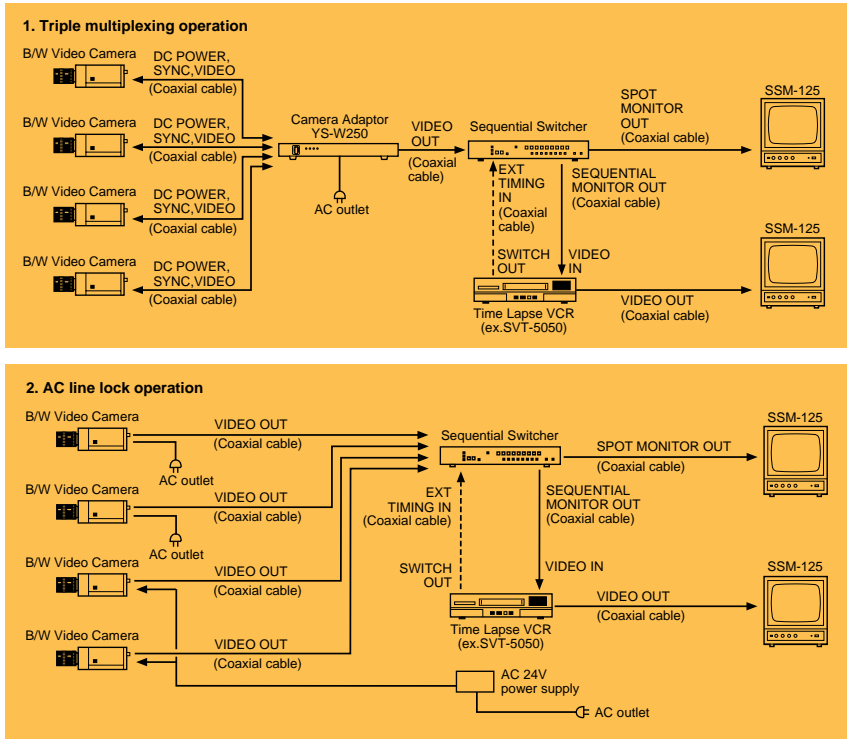 1. Triple multiplexing operation
B/W Video Camera
DC POWER,
SYNC,VIDEO
(Coaxial cable)
B/W Video Camera
DC POWER,
SYNC,VIDEO
(Coaxial cable)
B/W Video Camera
DC POWER,
SYNC,VIDEO
(Coaxial cable)
B/W Video Camera
DC POWER,
SYNC,VIDEO
(Coaxial cable)
Camera Adaptor
YS-W250
AC outlet
VIDEO
OUT
(Coaxial
cable)
Sequential Switcher
EXT
TIMING
IN
(Coaxial
cable)
SWITCH
OUT
SEQUENTIAL
MONITOR OUT
(Coaxial cable)
VIDEO
IN
Time Lapse VCR
(ex.SVT-5050)
SPOT
MONITOR
OUT
(Coaxial cable)
SSM-125
VIDEO OUT
(Coaxial cable)
SSM-125
2. AC line lock operation
B/W Video Camera
VIDEO OUT
(Coaxial cable)
AC outlet
B/W Video Camera
VIDEO OUT
(Coaxial cable)
AC outlet
B/W Video Camera
VIDEO OUT
(Coaxial cable)
B/W Video Camera
VIDEO OUT
(Coaxial cable)
Sequential Switcher
EXT
TIMING IN
(Coaxial cable)
SWITCH
OUT
SEQUENTIAL
MONITOR OUT
(Coaxial cable)
VIDEO IN
Time Lapse VCR
(ex.SVT-5050)
SPOT MONITOR OUT
(Coaxial cable)
SSM-125
VIDEO OUT
(Coaxial cable)
SSM-125
AC 24V
power supply
AC outlet